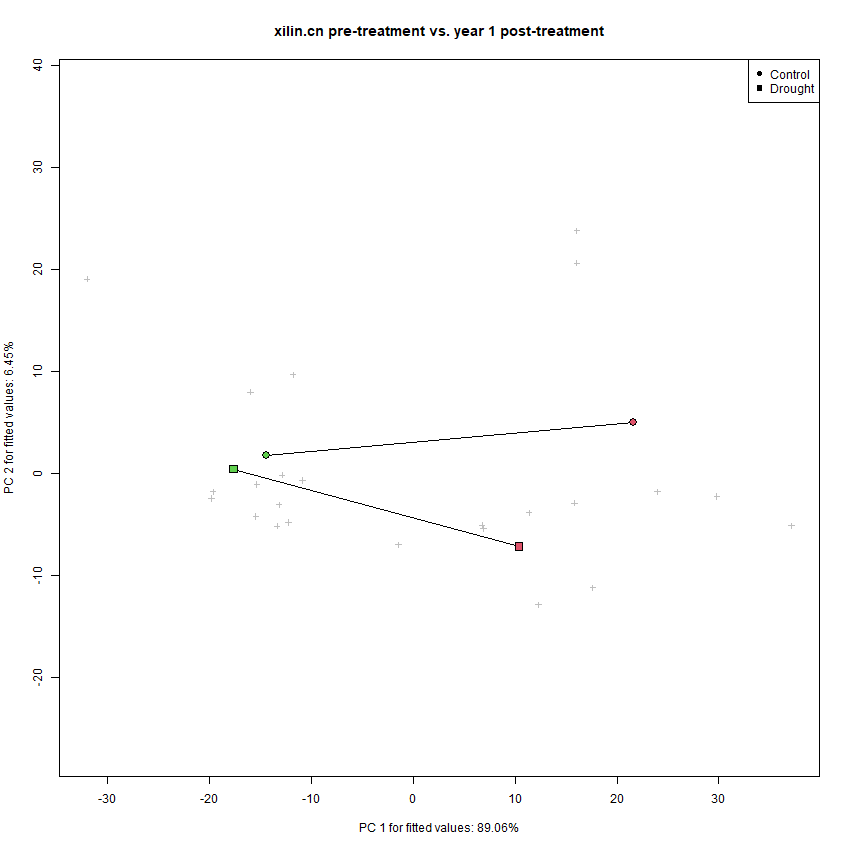 xilin.cn pre-treatment vs. year 1 post-treatment
Control
Drought
40
30
20
10
0
-10
-20
PC 2 for fitted values: 6.45%
-30
-20
-10
0
10
20
30
PC 1 for fitted values: 89.06%